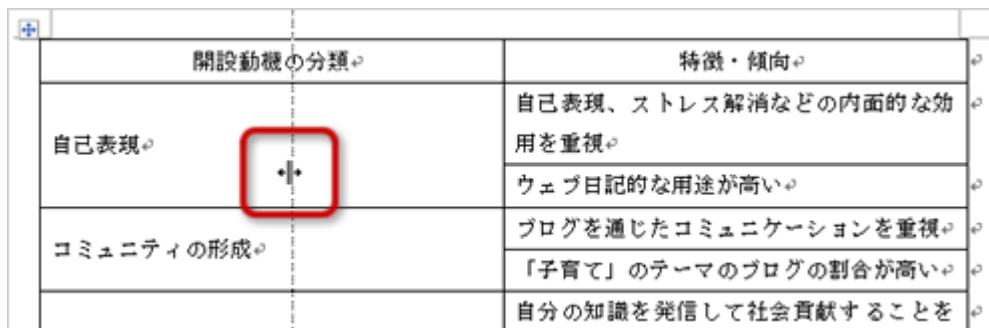 開設動機の分類
特徴・傾向
自己表現
自己表現、ストレス解消などの内面的な効
用を重視
ウェブ日記的な用途が高い
コミュニティの形成
ブログを通じたコミュニケーションを重視
「子育て」のテーマのブログの割合が高い
自分の知識を発信して社会貢献することを